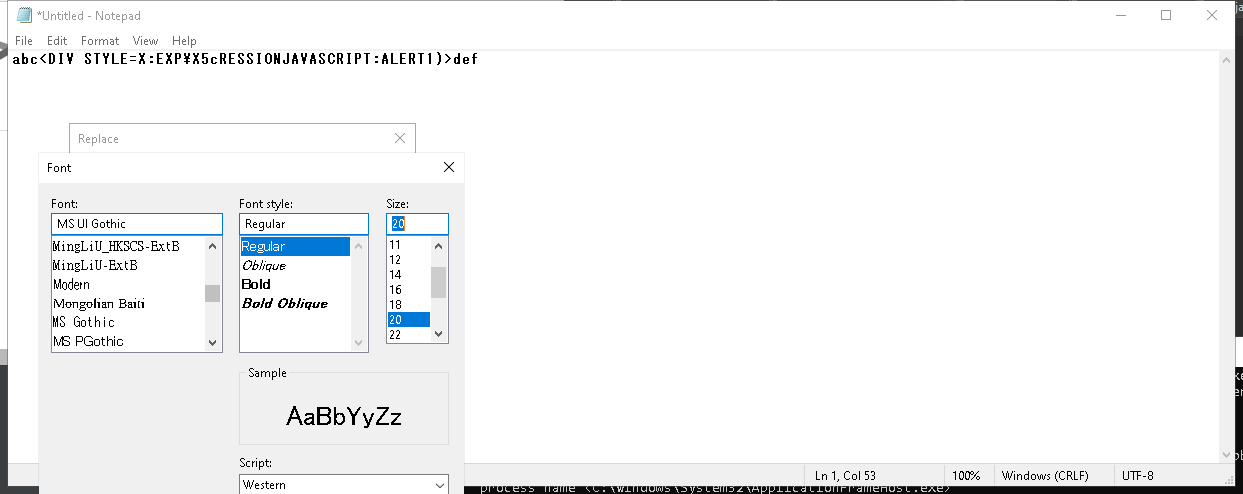 *Untitled - Notepad
File Edit Format View Help
abc<DIV STYLE=X:EXP¥X5cRESSIONJAVASCRIPT:ALERT1)>def
Replace
Font
Font: Font style: Size:
MS UI Gothic Regular 20
MingLiU_HKSCS-ExtB Regular 11
MingLiU-ExtB Oblique 12
Modern Bold 14
Mongolian Baiti Bold Oblique 16
MS Gothic 18
MS PGothic 20
22
Sample
AaBbYyZz
Script:
Western
Ln 1, Col 53 100% Windows (CRLF) UTF-8
process name <C:\Windows\System32\ApplicationFrameHost.exe>